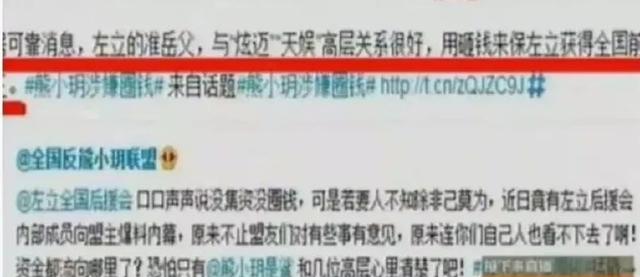 可靠消息，左立的准岳父，与“炫迈”“天娱”高层关系很好，用砸钱来保左立获得全国前
。#熊小玥涉嫌圈钱# 来自话题#熊小玥涉嫌圈钱# http://t.cn/zQJZC9J
@全国反熊小玥联盟
@左立全国后援会 口口声声说没集资没圈钱，可是若要人不知除非己莫为，近日竟有左立后援会
内部成员向盟主爆料内幕，原来不止盟友们对有些事有意见，原来连你们自己人也看不下去了啊！
资金都流向哪里了？恐怕只有@熊小玥是鲨 和几位高层心里清楚了吧！